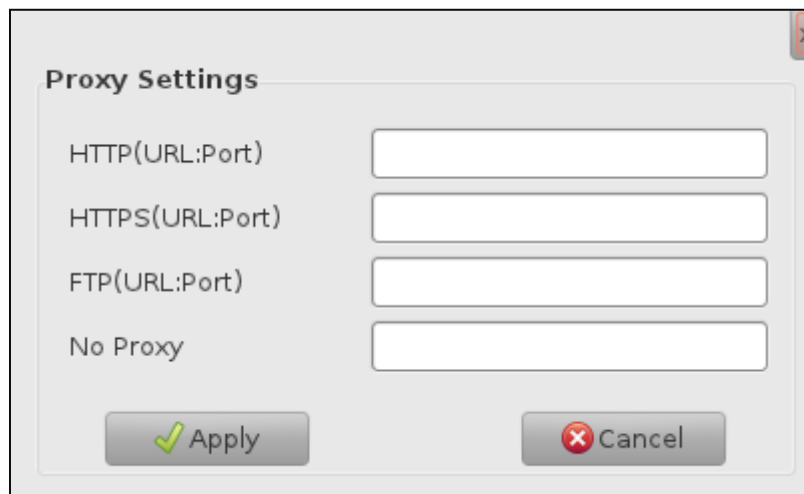 Proxy Settings
HTTP(URL:Port)
HTTPS(URL:Port)
FTP(URL:Port)
No Proxy
Apply Cancel